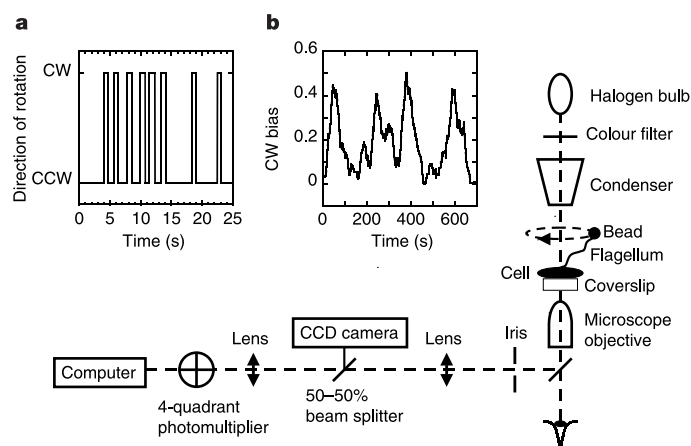 a
Direction of rotation
CW
CCW
0 5 10 15 20 25
Time (s)
b
CW bias
0.6
0.4
0.2
0
0 200 400 600
Time (s)
Halogen bulb
Colour filter
Condenser
Bead
Flagellum
Cell
Coverslip
Microscope
objective
Iris
Lens
CCD camera
Lens
Computer
4-quadrant
photomultiplier
50–50%
beam splitter